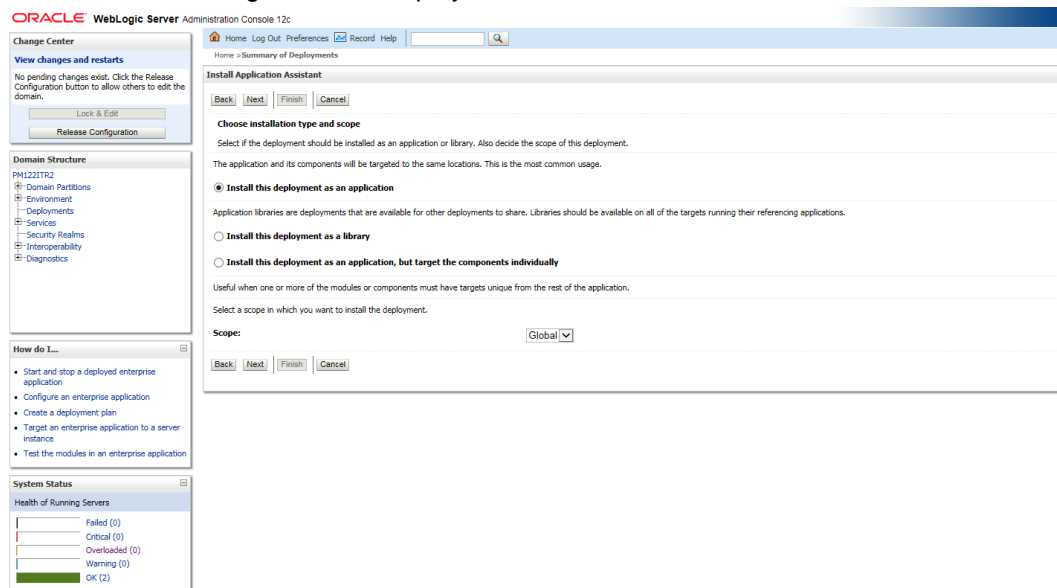 ORACLE WebLogic Server Administration Console 12c
Change Center
View changes and restarts
No pending changes exist. Click the Release
Configuration button to allow others to edit the
domain.
Lock & Edit
Release Configuration
Domain Structure
PM122ITR2
Domain Partitions
Environment
Deployments
Services
Security Realms
Interoperability
Diagnostics
How do I...
Start and stop a deployed enterprise
application
Configure an enterprise application
Create a deployment plan
Target an enterprise application to a server
instance
Test the modules in an enterprise application
System Status
Health of Running Servers
Failed (0)
Critical (0)
Overloaded (0)
Warning (0)
OK (2)
Home Log Out Preferences Record Help
Home >Summary of Deployments
Install Application Assistant
Back Next Finish Cancel
Choose installation type and scope
Select if the deployment should be installed as an application or library. Also decide the scope of this deployment.
The application and its components will be targeted to the same locations. This is the most common usage.
Install this deployment as an application
Application libraries are deployments that are available for other deployments to share. Libraries should be available on all of the targets running their referencing applications.
Install this deployment as a library
Install this deployment as an application, but target the components individually
Useful when one or more of the modules or components must have targets unique from the rest of the application.
Select a scope in which you want to install the deployment.
Scope: Global
Back Next Finish Cancel